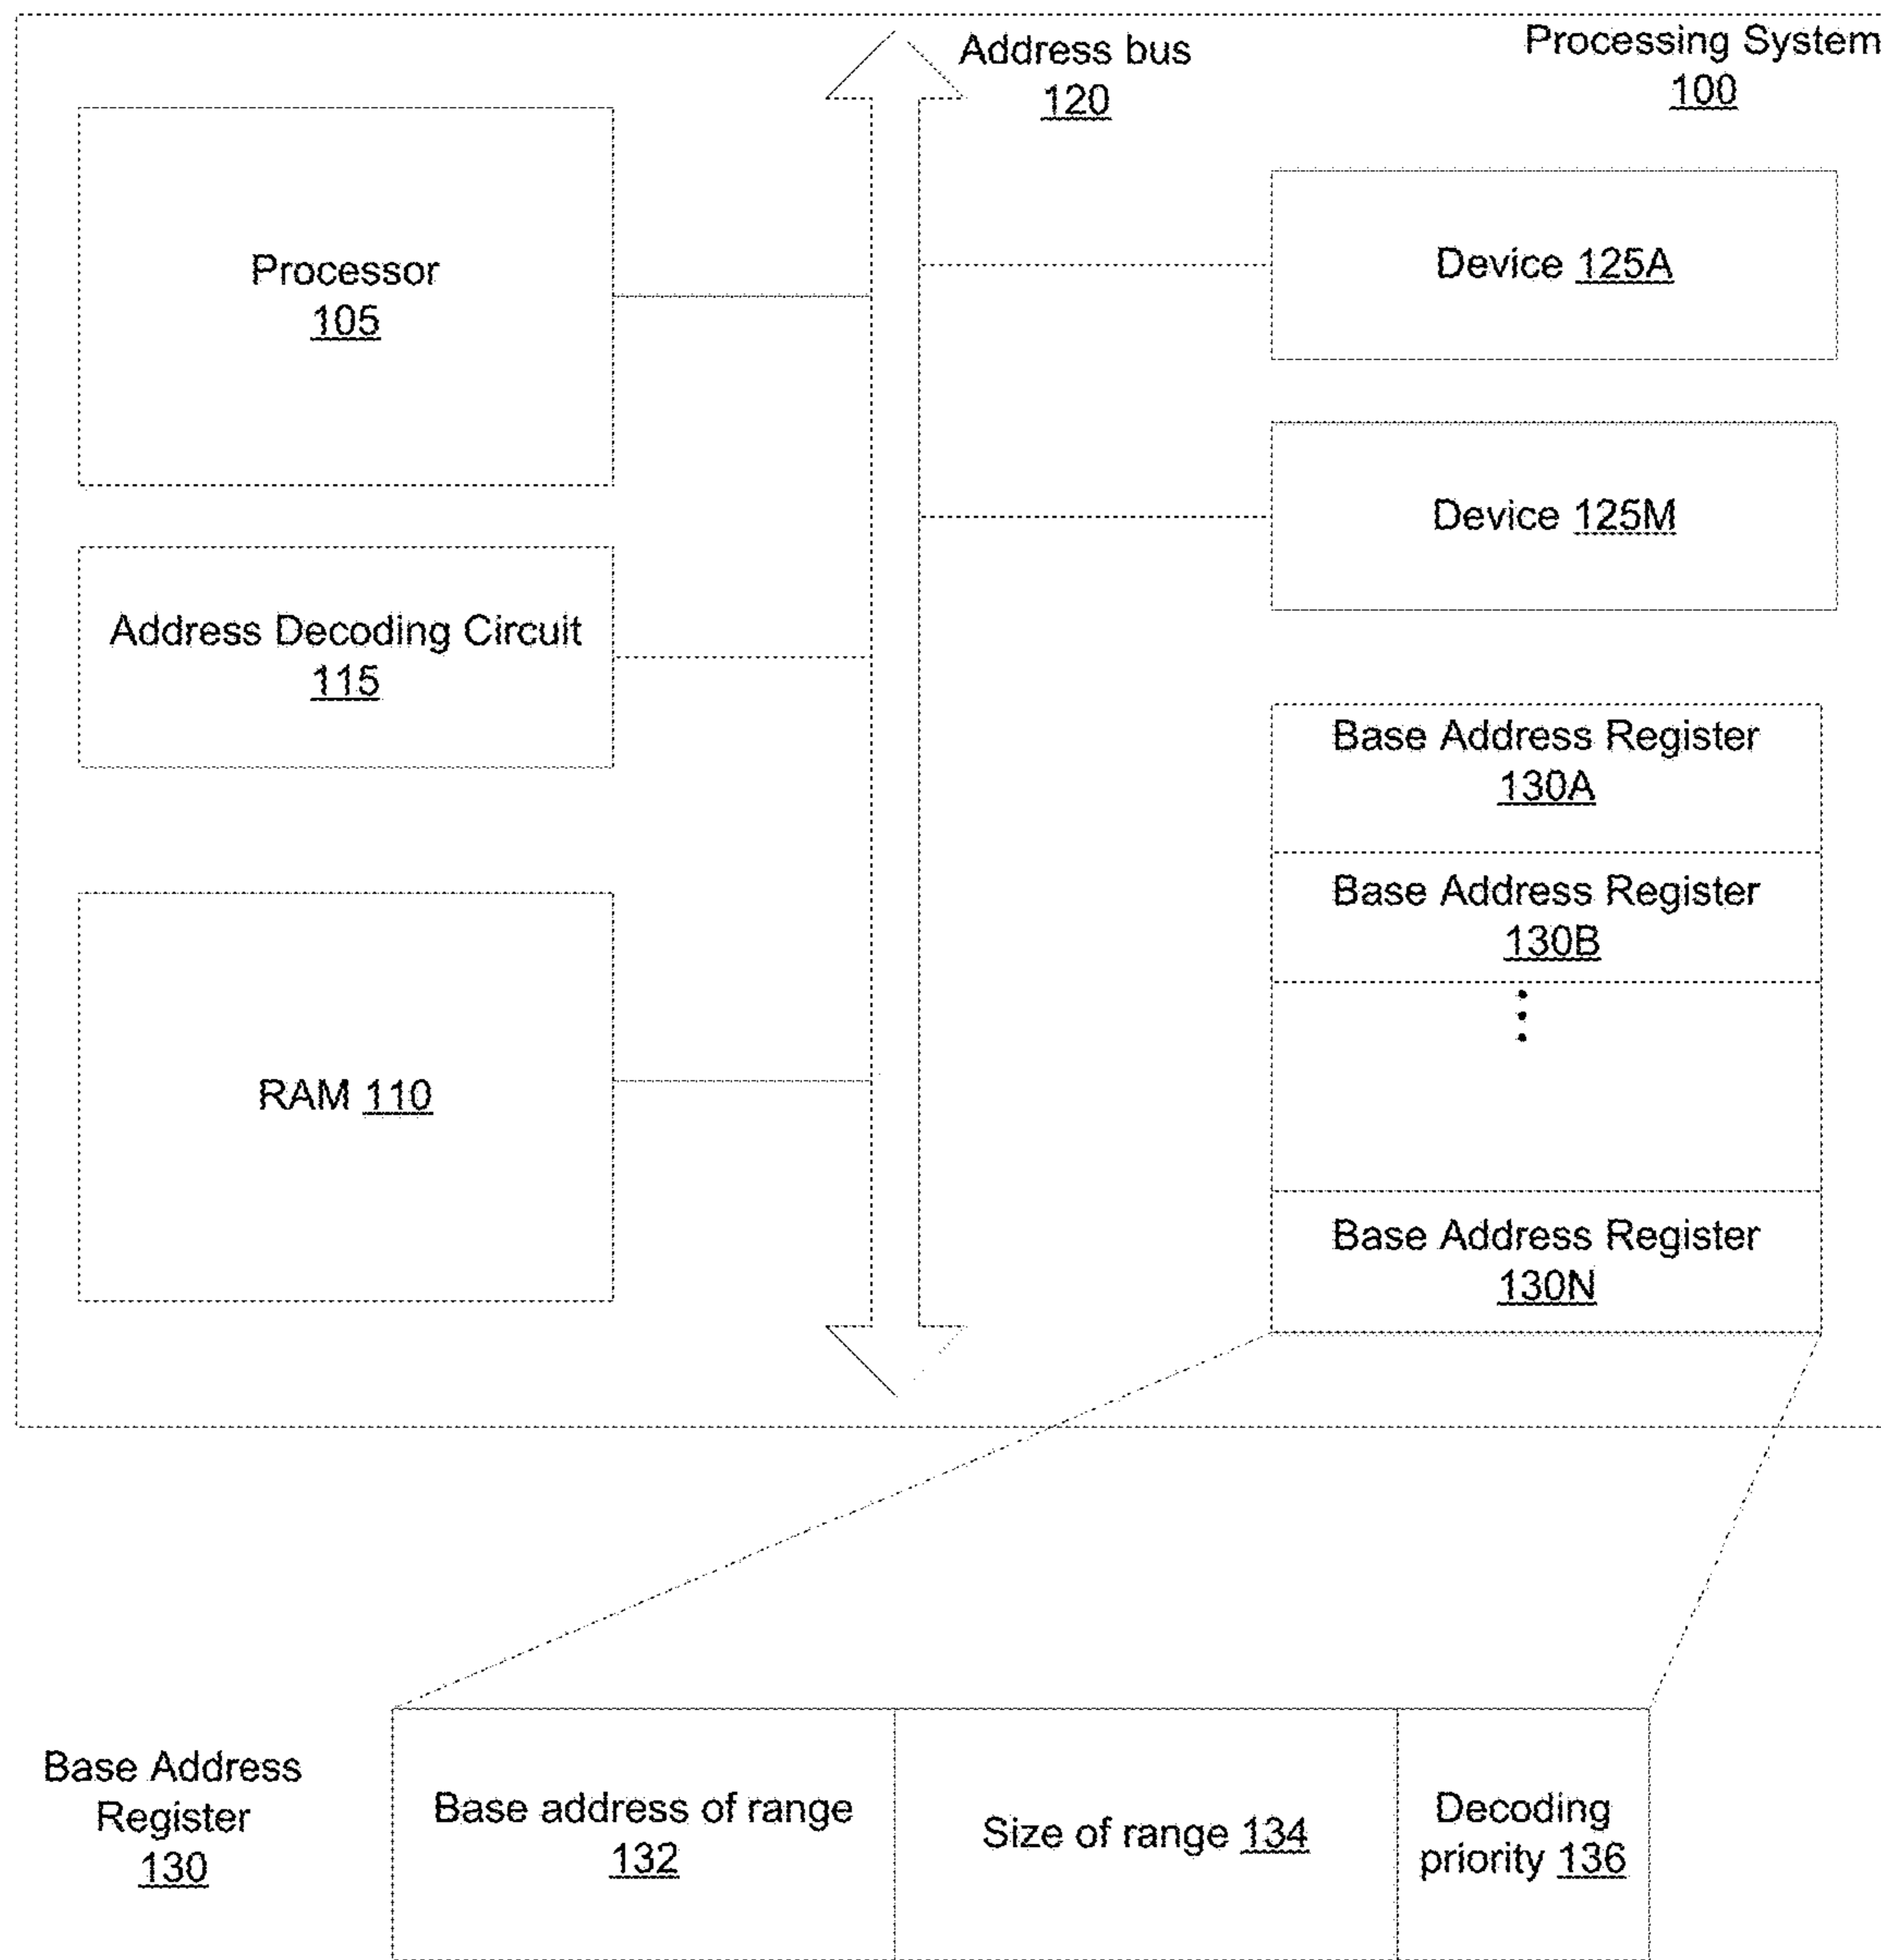 Processing System
100
Address bus
120
Processor
105
Device 125A
Device 125M
Address Decoding Circuit
115
Base Address Register
130A
Base Address Register
130B
RAM 110
Base Address Register
130N
Base Address
Register
130
Base address of range
132
Size of range 134
Decoding
priority 136